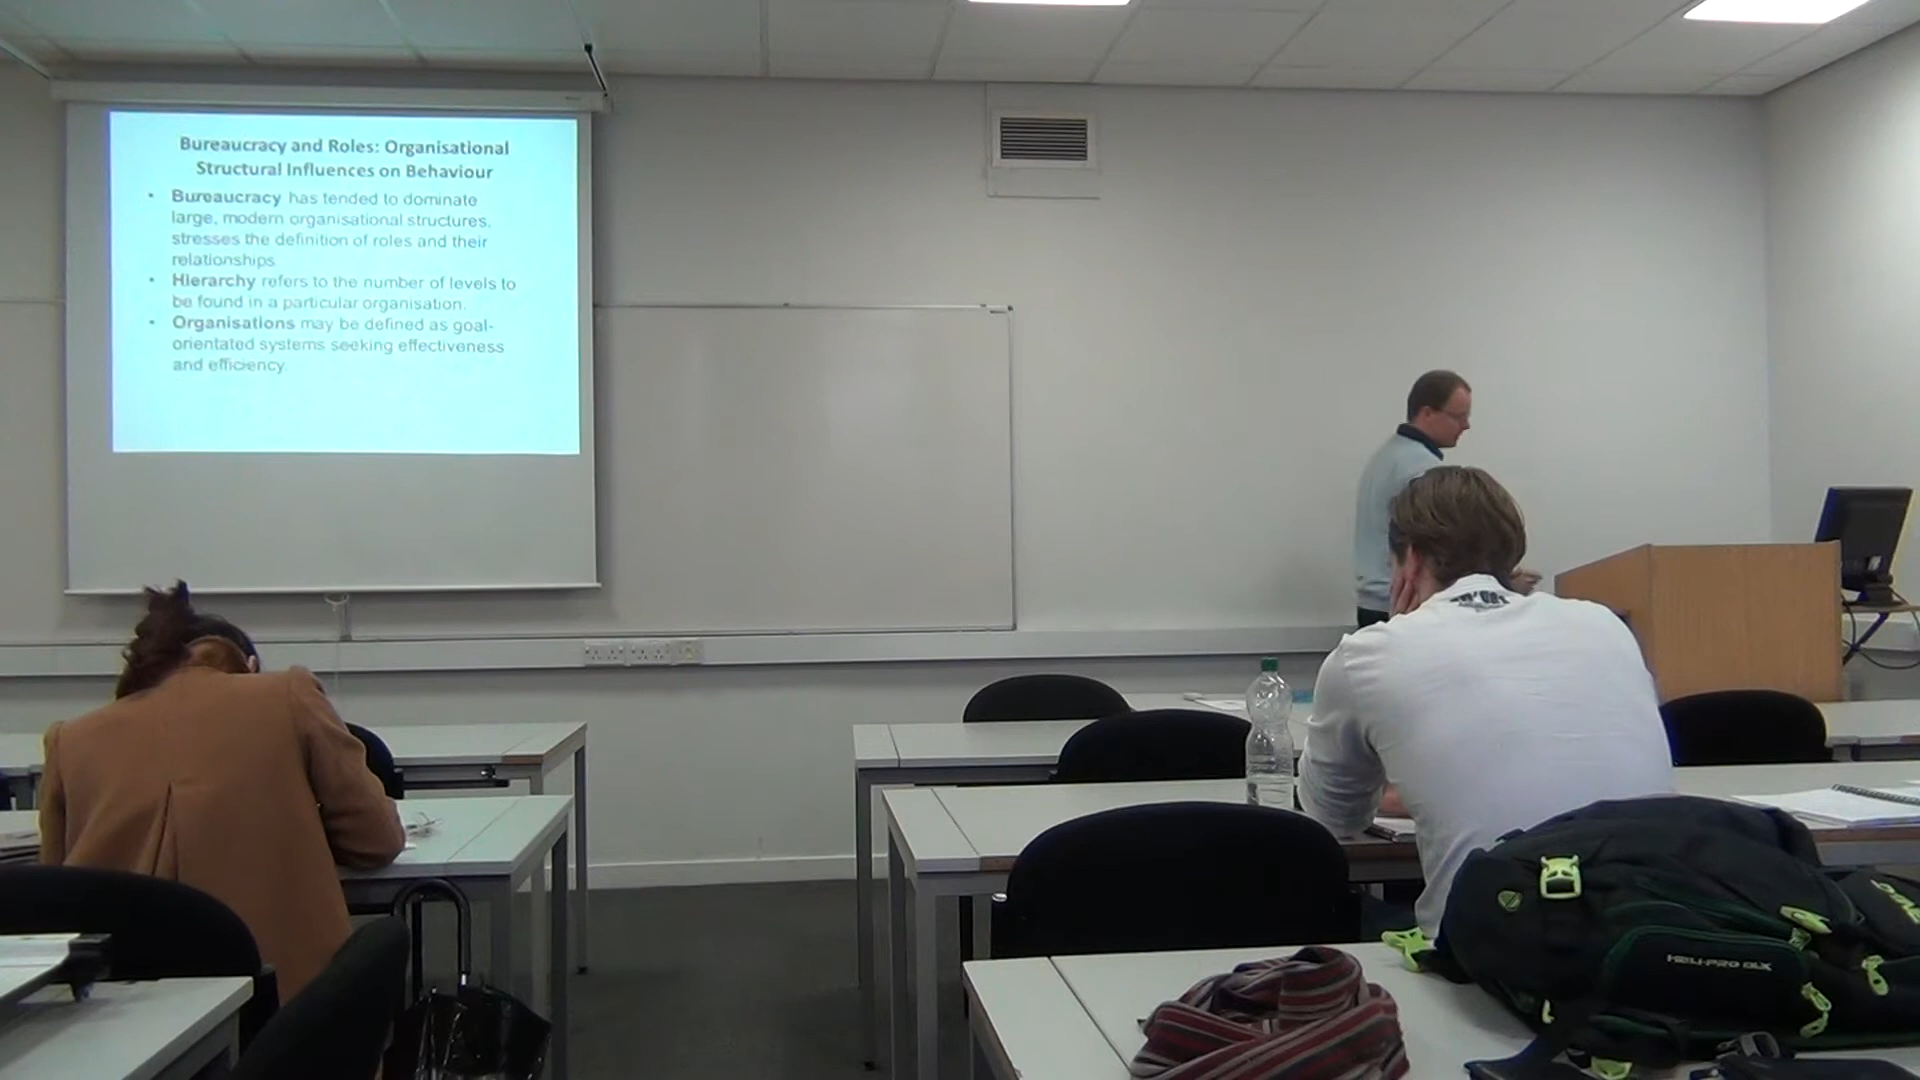 Bureaucracy and Roles: Organisational
Structural Influences on Behaviour
• Bureaucracy has tended to dominate
large, modern organisational structures,
stresses the definition of roles and their
relationships
• Hierarchy refers to the number of levels to
be found in a particular organisation.
• Organisations may be defined as goal-
orientated systems seeking effectiveness
and efficiency.
HELI-PRO DLX